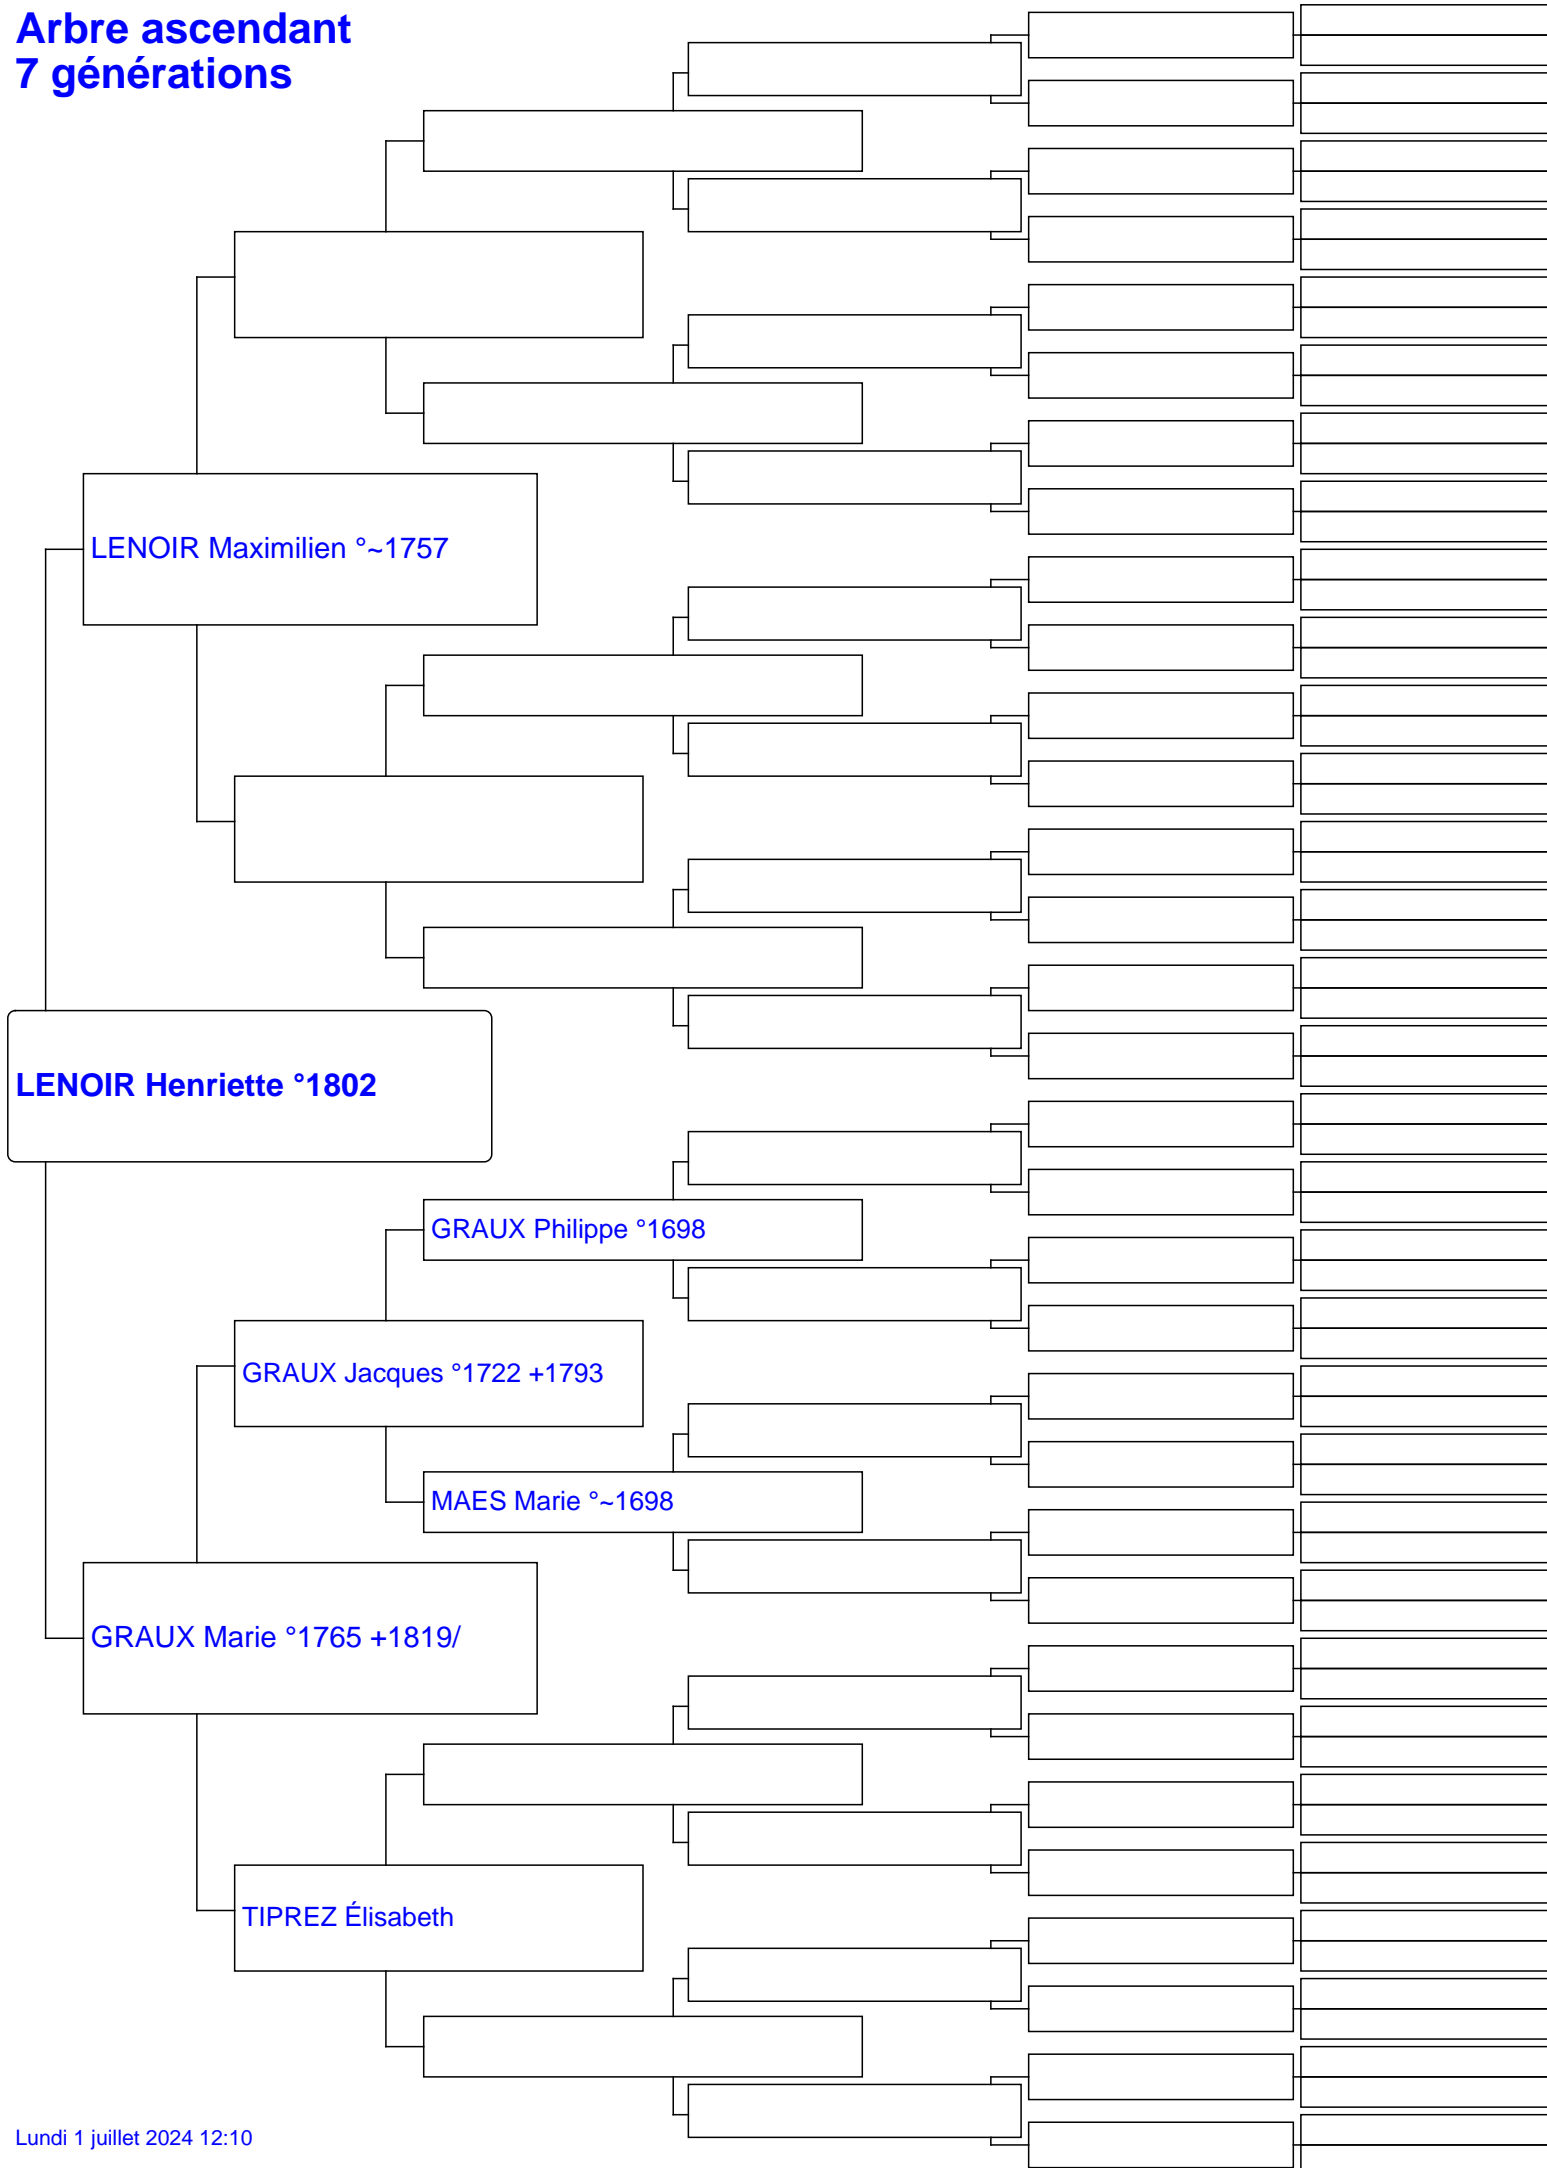 Arbre ascendant
7 générations
LENOIR Maximilien °~1757
LENOIR Henriette °1802
GRAUX Philippe °1698
GRAUX Jacques °1722 +1793
MAES Marie °~1698
GRAUX Marie °1765 +1819/
TIPREZ Élisabeth
Lundi 1 juillet 2024 12:10